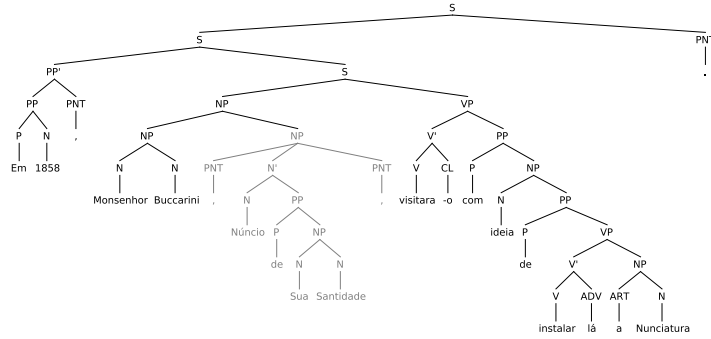 S
S PNT
PP' S .
PP PNT NP VP
P N , NP NP V' PP
Em 1858 N N PNT N' PNT V CL P NP
Monsenhor Buccarini , N PP , visitara -o com N PP
Núncio P NP ideia P VP
de N N de V' NP
Sua Santidade V ADV ART N
instalar lá a Nunciatura